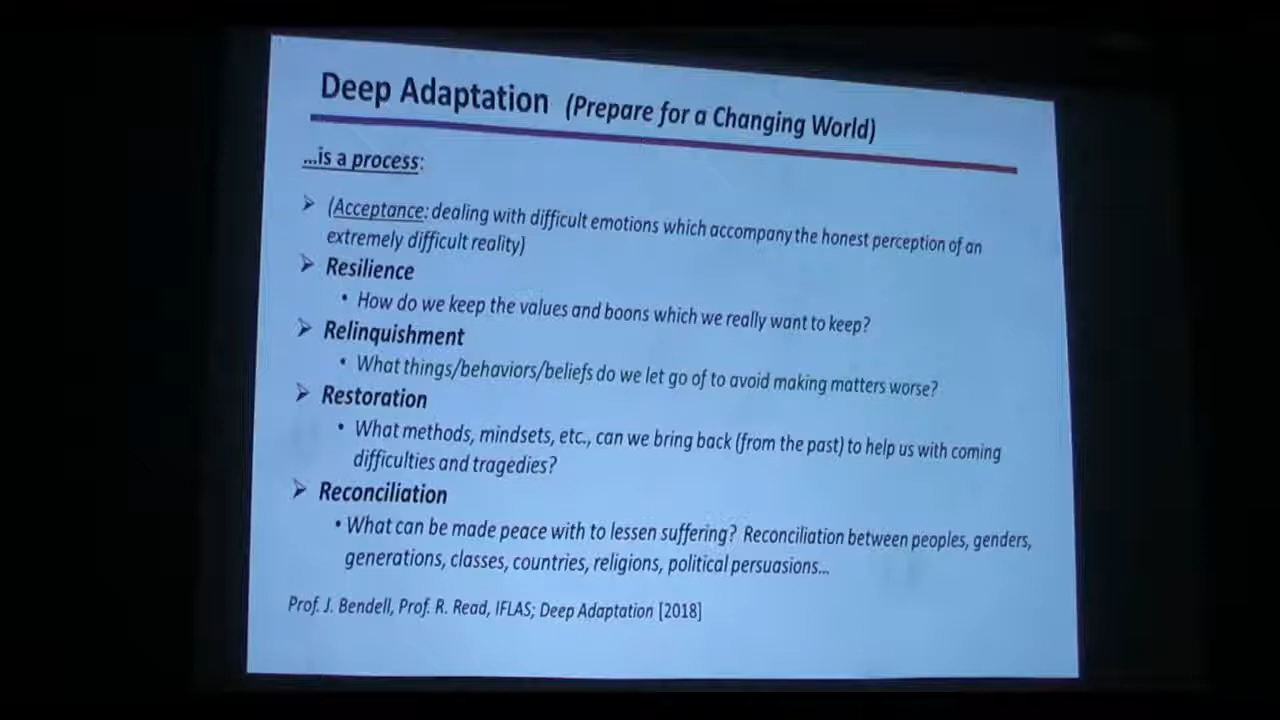 Deep Adaptation (Prepare for a Changing World)
...is a process:
(Acceptance: dealing with difficult emotions which accompany the honest perception of an
extremely difficult reality)
Resilience
• How do we keep the values and boons which we really want to keep?
Relinquishment
• What things/behaviors/beliefs do we let go of to avoid making matters worse?
Restoration
• What methods, mindsets, etc., can we bring back (from the past) to help us with coming
difficulties and tragedies?
Reconciliation
• What can be made peace with to lessen suffering? Reconciliation between peoples, genders,
generations, classes, countries, religions, political persuasions...
Prof. J. Bendell, Prof. R. Read, IFLAS; Deep Adaptation [2018]